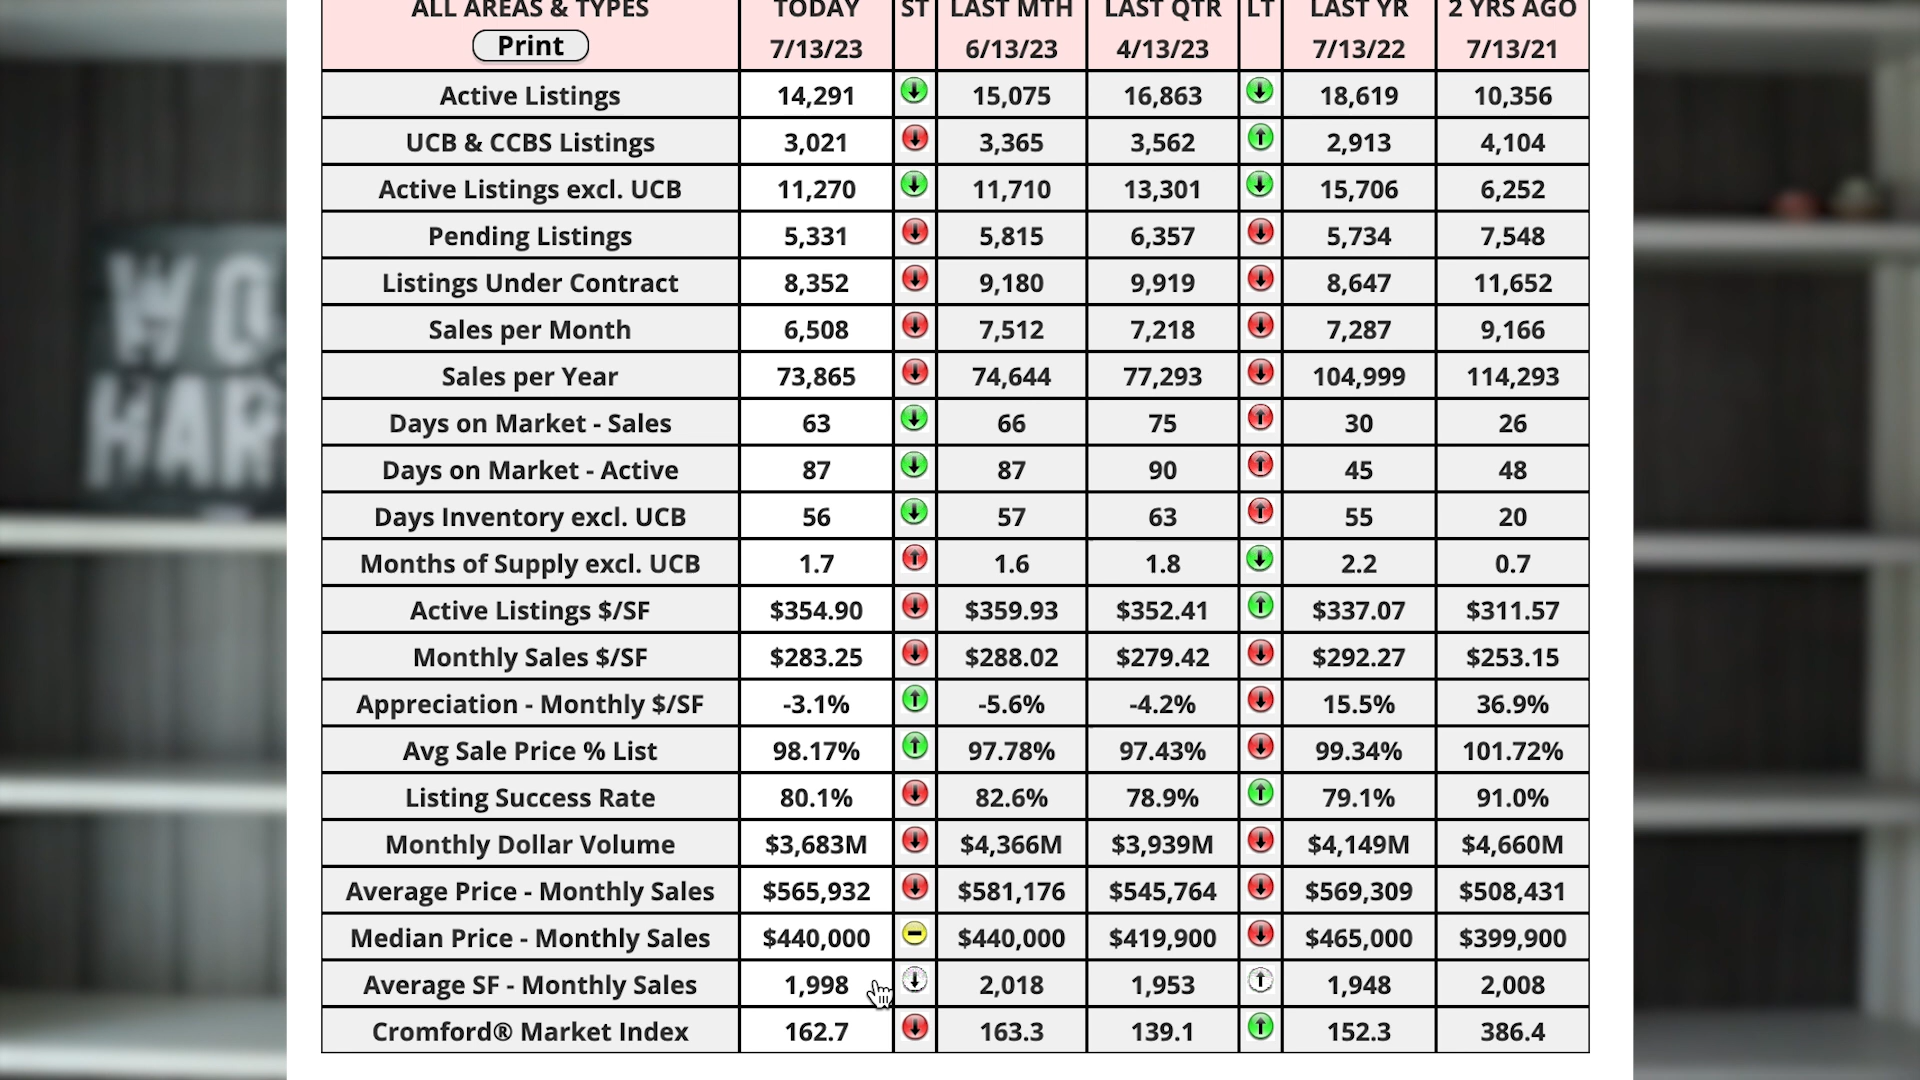 ALL AREAS & TYPES TODAY ST LAST MTH LAST QTR LT LAST YR 2 YRS AGO
Print 7/13/23 6/13/23 4/13/23 7/13/22 7/13/21
Active Listings 14,291 15,075 16,863 18,619 10,356
UCB & CCBS Listings 3,021 3,365 3,562 2,913 4,104
Active Listings excl. UCB 11,270 11,710 13,301 15,706 6,252
Pending Listings 5,331 5,815 6,357 5,734 7,548
Listings Under Contract 8,352 9,180 9,919 8,647 11,652
Sales per Month 6,508 7,512 7,218 7,287 9,166
Sales per Year 73,865 74,644 77,293 104,999 114,293
Days on Market - Sales 63 66 75 30 26
Days on Market - Active 87 87 90 45 48
Days Inventory excl. UCB 56 57 63 55 20
Months of Supply excl. UCB 1.7 1.6 1.8 2.2 0.7
Active Listings $/SF $354.90 $359.93 $352.41 $337.07 $311.57
Monthly Sales $/SF $283.25 $288.02 $279.42 $292.27 $253.15
Appreciation - Monthly $/SF -3.1% -5.6% -4.2% 15.5% 36.9%
Avg Sale Price % List 98.17% 97.78% 97.43% 99.34% 101.72%
Listing Success Rate 80.1% 82.6% 78.9% 79.1% 91.0%
Monthly Dollar Volume $3,683M $4,366M $3,939M $4,149M $4,660M
Average Price - Monthly Sales $565,932 $581,176 $545,764 $569,309 $508,431
Median Price - Monthly Sales $440,000 $440,000 $419,900 $465,000 $399,900
Average SF - Monthly Sales 1,998 2,018 1,953 1,948 2,008
Cromford® Market Index 162.7 163.3 139.1 152.3 386.4
WO
HAR